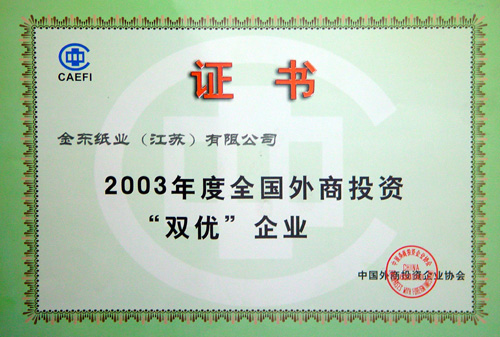 CAEFI
证书
金东纸业（江苏）有限公司
2003年度全国外商投资
“双优”企业
中国外商投资企业协会